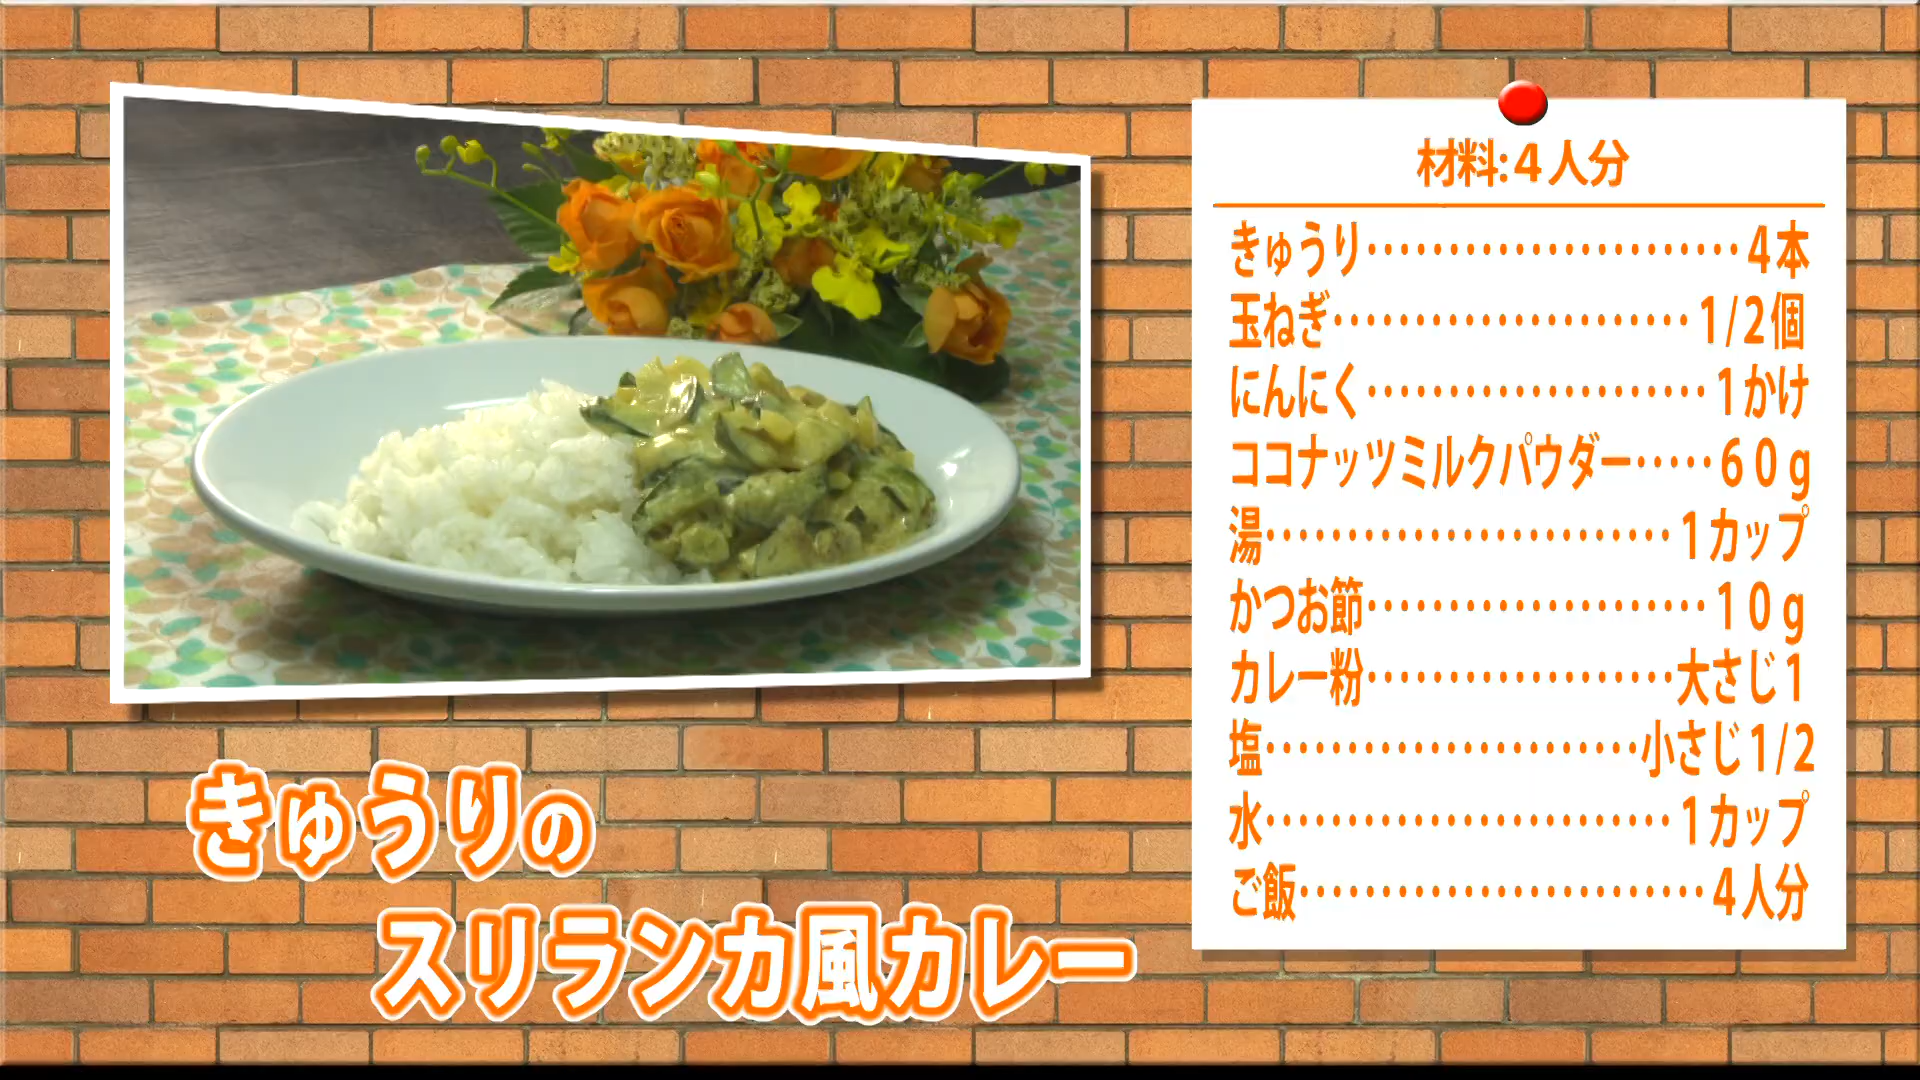 材料:４人分
きゅうり･･･････････････････････４本
玉ねぎ･･････････････････････１/２個
にんにく･････････････････････１かけ
ココナッツミルクパウダー･････６０ｇ
湯･････････････････････････１カップ
かつお節･････････････････････１０ｇ
カレー粉･･･････････････････大さじ１
塩･･･････････････････････小さじ１/２
水･････････････････････････１カップ
ご飯･････････････････････････４人分
きゅうりの
スリランカ風カレー